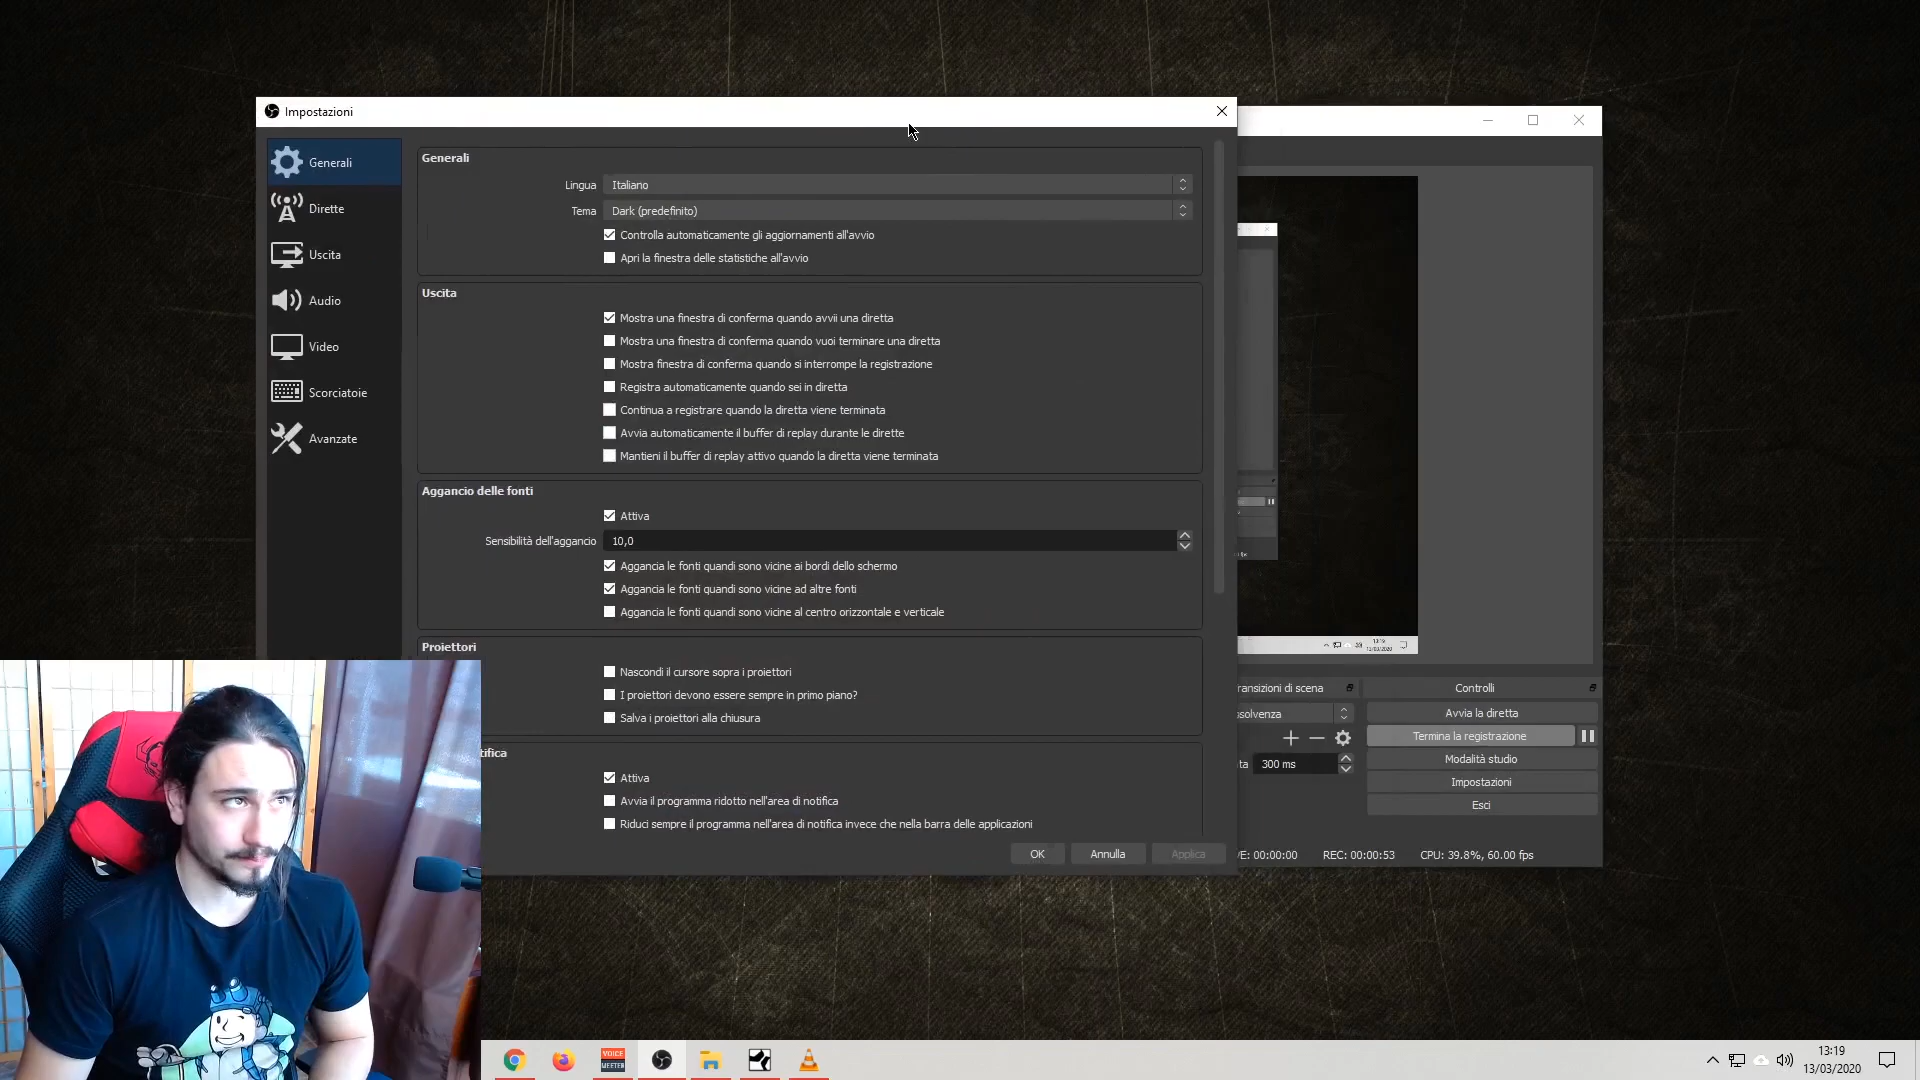 Impostazioni
Generali
Dirette
Uscita
Audio
Video
Scorciatoie
Avanzate
Generali
Lingua Italiano
Tema Dark (predefinito)
Controlla automaticamente gli aggiornamenti all'avvio
Apri la finestra delle statistiche all'avvio
Uscita
Mostra una finestra di conferma quando avvii una diretta
Mostra una finestra di conferma quando vuoi terminare una diretta
Mostra finestra di conferma quando si interrompe la registrazione
Registra automaticamente quando sei in diretta
Continua a registrare quando la diretta viene terminata
Avvia automaticamente il buffer di replay durante le dirette
Mantieni il buffer di replay attivo quando la diretta viene terminata
Aggancio delle fonti
Attiva
Sensibilità dell'aggancio 10,0
Aggancia le fonti quandi sono vicine ai bordi dello schermo
Aggancia le fonti quandi sono vicine ad altre fonti
Aggancia le fonti quandi sono vicine al centro orizzontale e verticale
Proiettori
Nascondi il cursore sopra i proiettori
I proiettori devono essere sempre in primo piano?
Salva i proiettori alla chiusura
tifica
Attiva
Avvia il programma ridotto nell'area di notifica
Riduci sempre il programma nell'area di notifica invece che nella barra delle applicazioni
OK Annulla Applica
13:19
13/03/2020
ransizioni di scena
solvenza
ta 300 ms
Controlli
Avvia la diretta
Termina la registrazione
Modalità studio
Impostazioni
Esci
VE: 00:00:00 REC: 00:00:53 CPU: 39.8%, 60.00 fps
VOICE
MEETER
13:19
13/03/2020